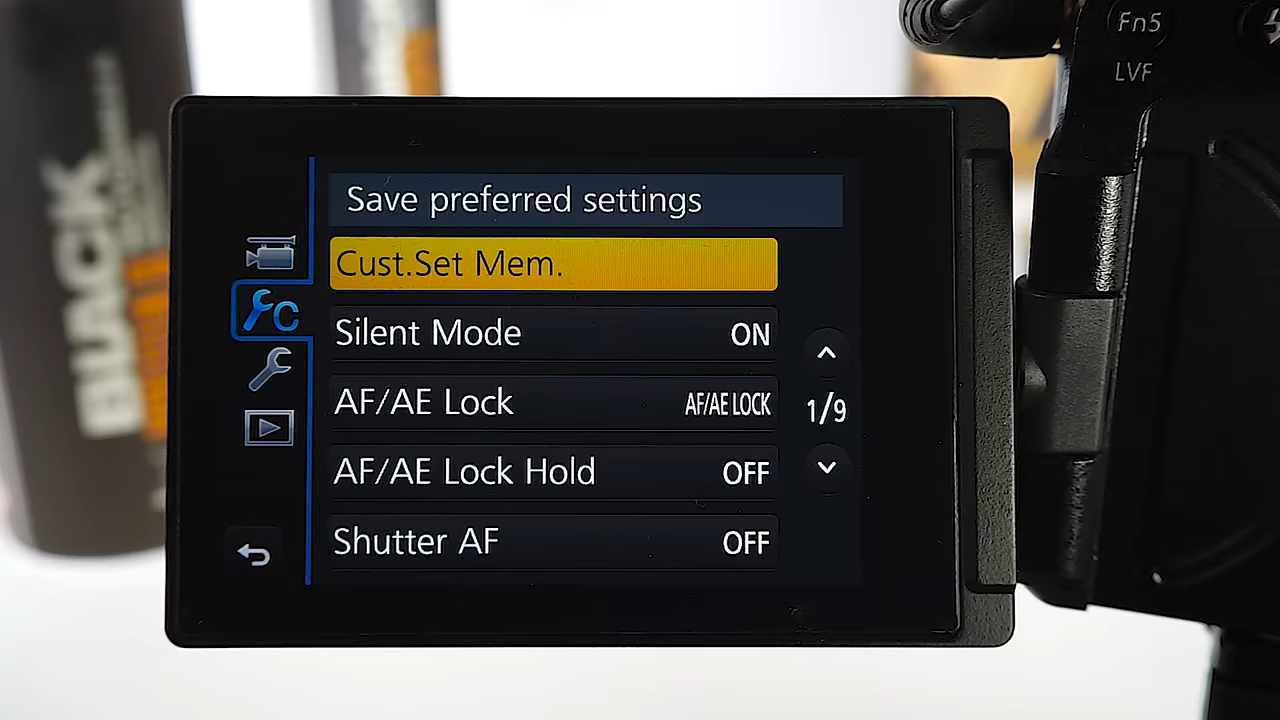 Fn5
LVF
BLACK
Save preferred settings
Cust.Set Mem.
Silent Mode ON
AF/AE Lock AF/AE LOCK
AF/AE Lock Hold OFF
Shutter AF OFF
C
1/9